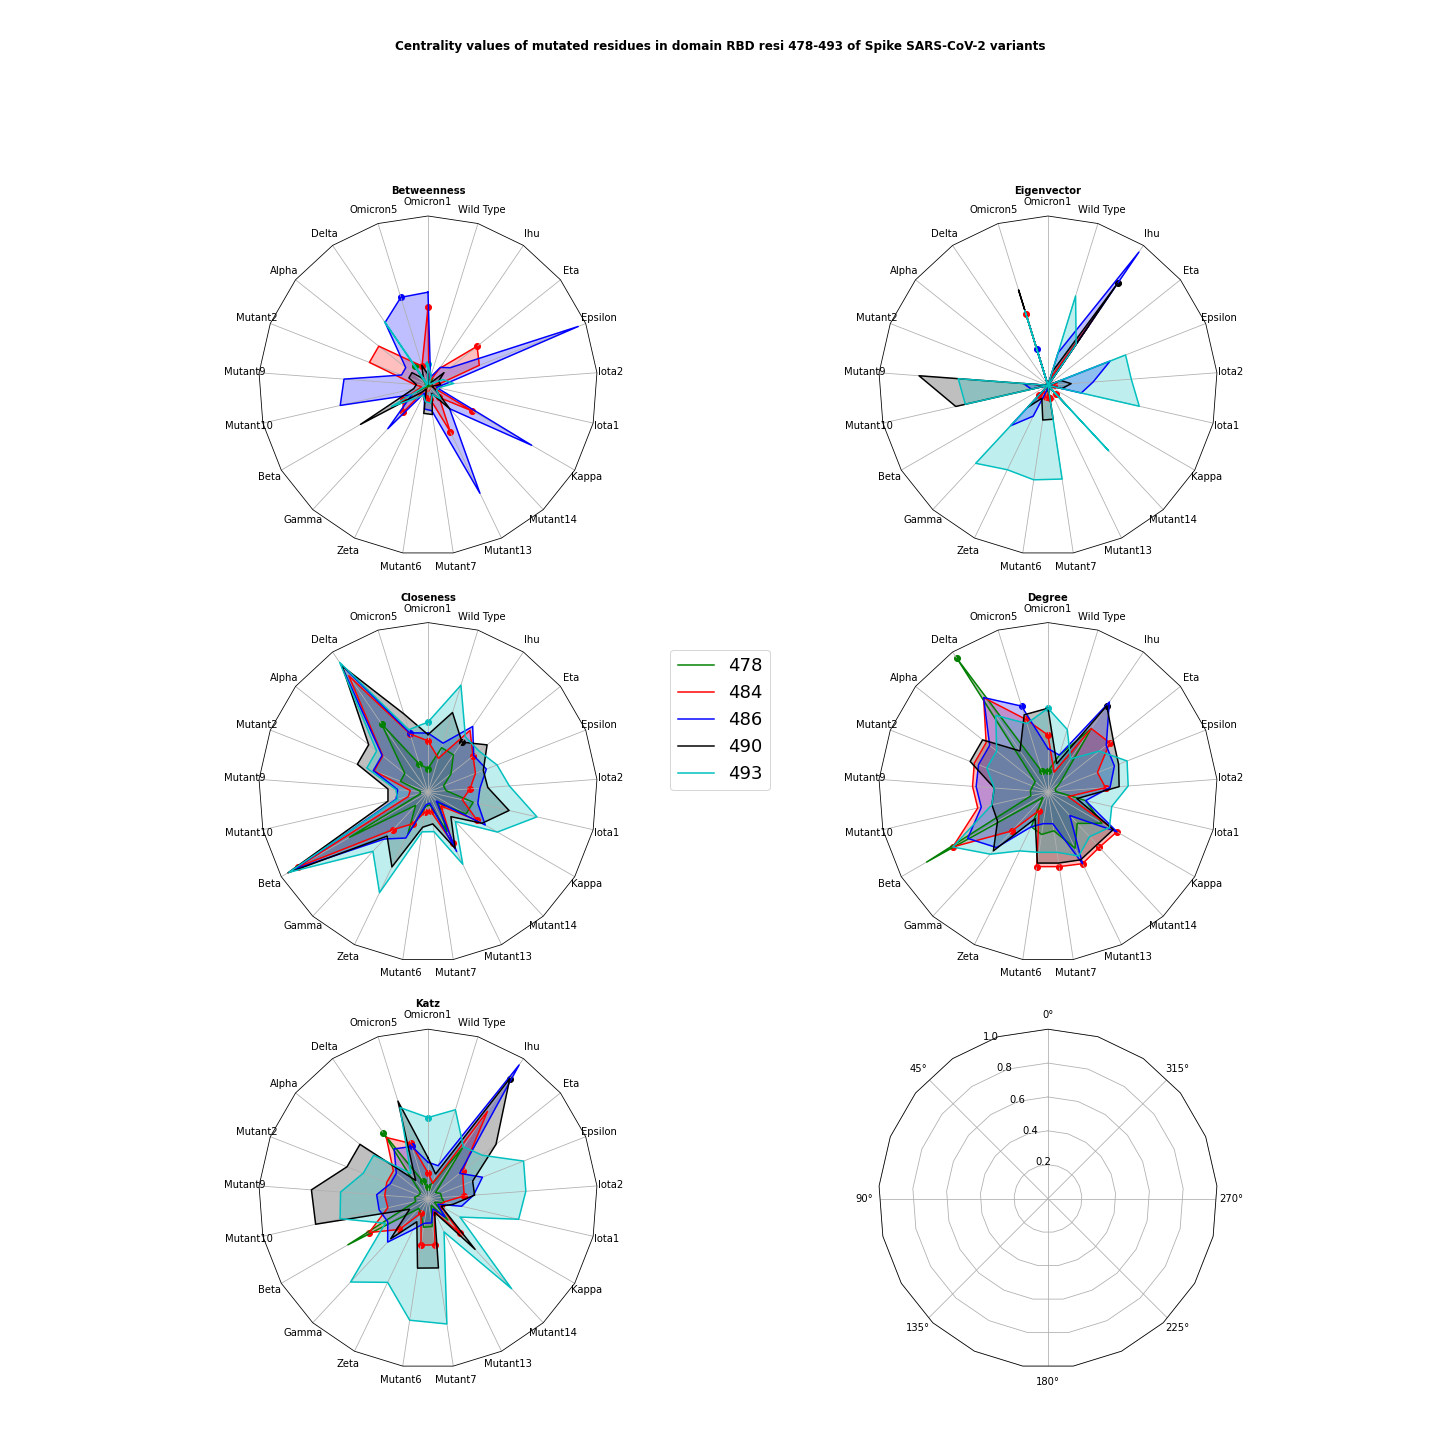 Centrality values of mutated residues in domain RBD resi 478-493 of Spike SARS-CoV-2 variants
Betweenness
Omicron1
Wild Type
Ihu
Eta
Epsilon
Iota2
Iota1
Kappa
Mutant14
Mutant13
Mutant7
Mutant6
Zeta
Gamma
Beta
Mutant10
Mutant9
Mutant2
Alpha
Delta
Omicron5
Eigenvector
Omicron1
Wild Type
Ihu
Eta
Epsilon
Iota2
Iota1
Kappa
Mutant14
Mutant13
Mutant7
Mutant6
Zeta
Gamma
Beta
Mutant10
Mutant9
Mutant2
Alpha
Delta
Omicron5
Closeness
Omicron1
Wild Type
Ihu
Eta
Epsilon
Iota2
Iota1
Kappa
Mutant14
Mutant13
Mutant7
Mutant6
Zeta
Gamma
Beta
Mutant10
Mutant9
Mutant2
Alpha
Delta
Omicron5
478
484
486
490
493
Degree
Omicron1
Wild Type
Ihu
Eta
Epsilon
Iota2
Iota1
Kappa
Mutant14
Mutant13
Mutant7
Mutant6
Zeta
Gamma
Beta
Mutant10
Mutant9
Mutant2
Alpha
Delta
Omicron5
Katz
Omicron1
Wild Type
Ihu
Eta
Epsilon
Iota2
Iota1
Kappa
Mutant14
Mutant13
Mutant7
Mutant6
Zeta
Gamma
Beta
Mutant10
Mutant9
Mutant2
Alpha
Delta
Omicron5
0°
315°
270°
225°
180°
135°
90°
45°
1.0
0.8
0.6
0.4
0.2